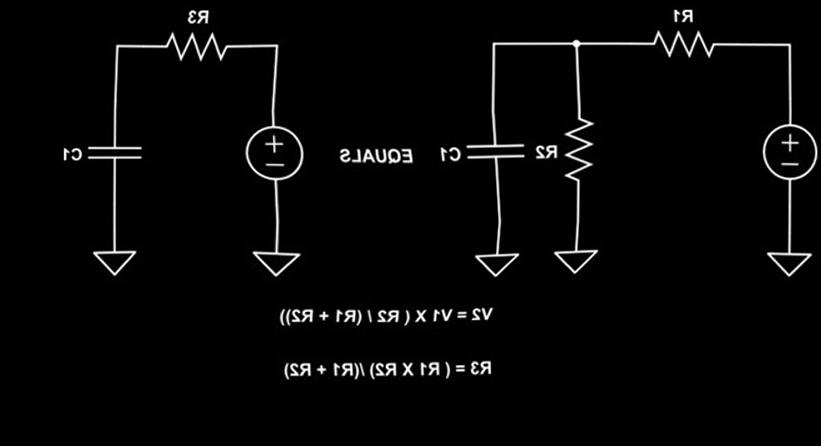 R1
R3
R2
C1
EQUALS
C1
V2 = V1 X ( R2 / (R1 + R2))
R3 = ( R1 X R2) /(R1 + R2)